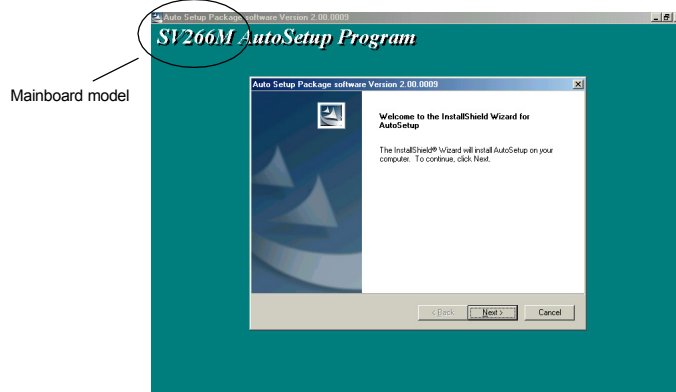 Auto Setup Package software Version 2.00.0009
SV266M AutoSetup Program
Mainboard model
Auto Setup Package software Version 2.00.0009
Welcome to the InstallShield Wizard for
AutoSetup
The InstallShield® Wizard will install AutoSetup on your
computer. To continue, click Next.
< Back Next > Cancel